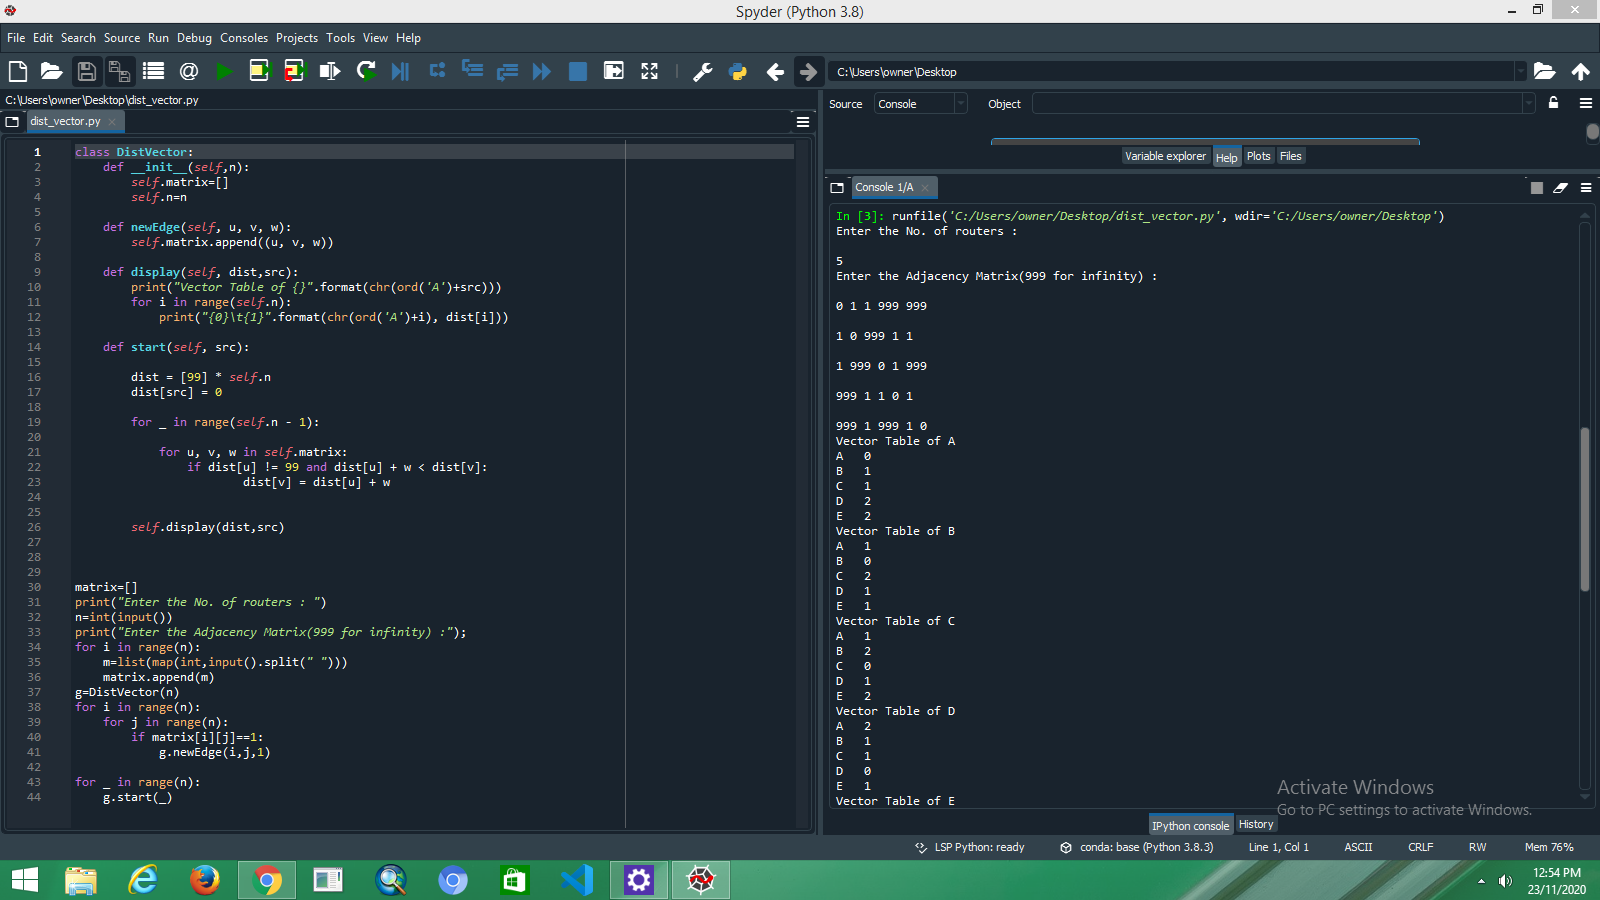 Spyder (Python 3.8)
File Edit Search Source Run Debug Consoles Projects Tools View Help
C:\Users\owner\Desktop
C:\Users\owner\Desktop\dist_vector.py
dist_vector.py
1 class DistVector:
2     def __init__(self,n):
3         self.matrix=[]
4         self.n=n
5
6     def newEdge(self, u, v, w):
7         self.matrix.append((u, v, w))
8
9     def display(self, dist,src):
10         print("Vector Table of {}".format(chr(ord('A')+src)))
11         for i in range(self.n):
12             print("{0}\t{1}".format(chr(ord('A')+i), dist[i]))
13
14     def start(self, src):
15
16         dist = [99] * self.n
17         dist[src] = 0
18
19         for _ in range(self.n - 1):
20
21             for u, v, w in self.matrix:
22                 if dist[u] != 99 and dist[u] + w < dist[v]:
23                         dist[v] = dist[u] + w
24
25
26         self.display(dist,src)
27
28
29
30 matrix=[]
31 print("Enter the No. of routers : ")
32 n=int(input())
33 print("Enter the Adjacency Matrix(999 for infinity) :");
34 for i in range(n):
35     m=list(map(int,input().split(" ")))
36     matrix.append(m)
37 g=DistVector(n)
38 for i in range(n):
39     for j in range(n):
40         if matrix[i][j]==1:
41             g.newEdge(i,j,1)
42
43 for _ in range(n):
44     g.start(_)
Source Console Object
Variable explorer Help Plots Files
Console 1/A
In [3]: runfile('C:/Users/owner/Desktop/dist_vector.py', wdir='C:/Users/owner/Desktop')
Enter the No. of routers :
5
Enter the Adjacency Matrix(999 for infinity) :
0 1 1 999 999
1 0 999 1 1
1 999 0 1 999
999 1 1 0 1
999 1 999 1 0
Vector Table of A
A 0
B 1
C 1
D 2
E 2
Vector Table of B
A 1
B 0
C 2
D 1
E 1
Vector Table of C
A 1
B 2
C 0
D 1
E 2
Vector Table of D
A 2
B 1
C 1
D 0
E 1
Vector Table of E
Activate Windows
Go to PC settings to activate Windows.
IPython console History
LSP Python: ready conda: base (Python 3.8.3) Line 1, Col 1 ASCII CRLF RW Mem 76%
12:54 PM
23/11/2020